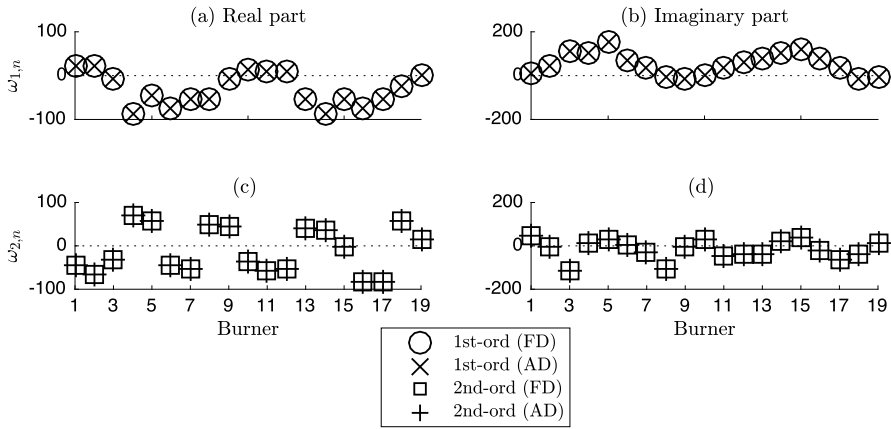 (a) Real part
(b) Imaginary part
ω1,n
100
0
-100
200
0
-200
(c)
(d)
ω2,n
100
0
-100
1 3 5 7 9 11 13 15 17 19
200
0
-200
1 3 5 7 9 11 13 15 17 19
Burner
Burner
1st-ord (FD)
1st-ord (AD)
2nd-ord (FD)
2nd-ord (AD)